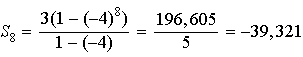 S₈ = 3(1 − (−4)⁸) / 1 − (−4) = 196,605 / 5 = −39,321